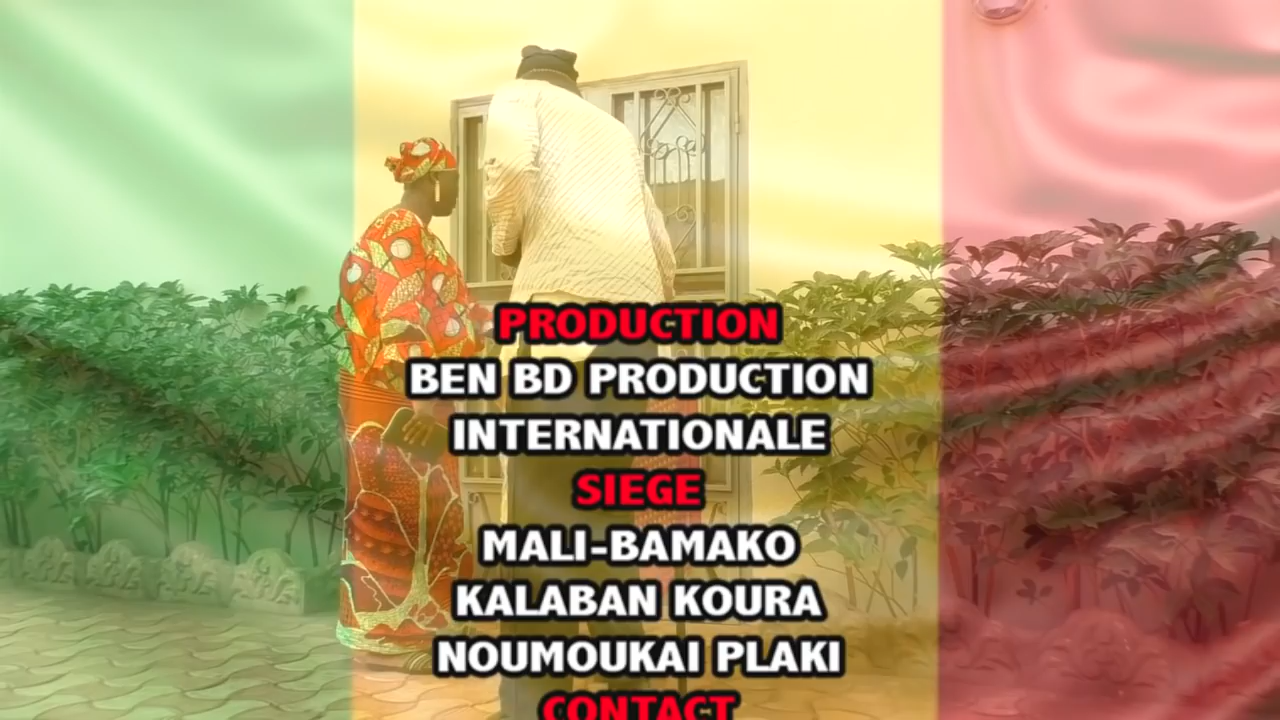 PRODUCTION
BEN BD PRODUCTION
INTERNATIONALE
SIEGE
MALI-BAMAKO
KALABAN KOURA
NOUMOUKAI PLAKI
CONTACT